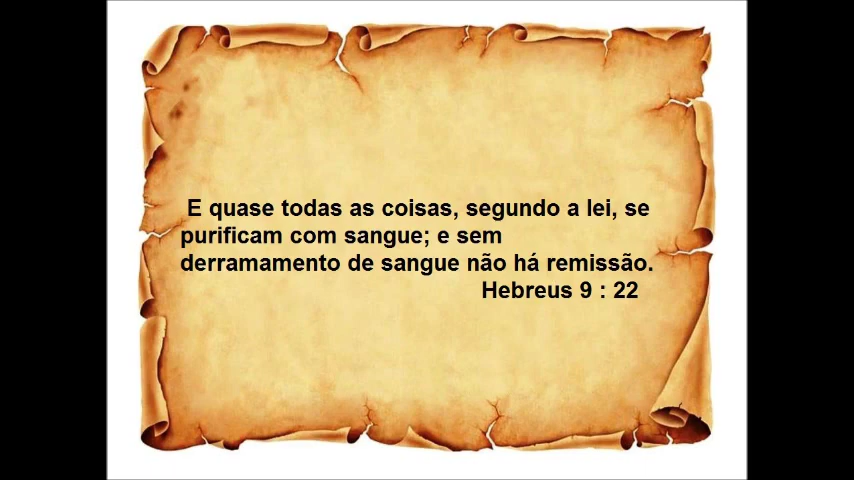 E quase todas as coisas, segundo a lei, se
purificam com sangue; e sem
derramamento de sangue não há remissão.
Hebreus 9 : 22